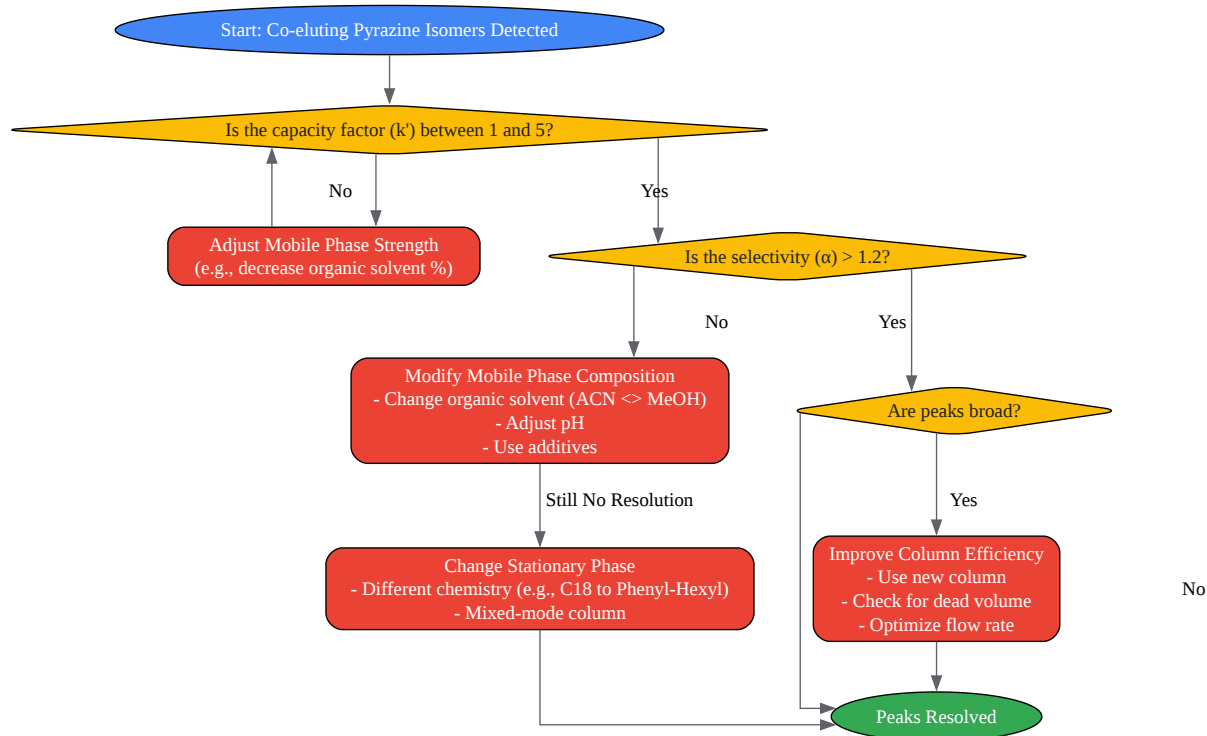 Start: Co-eluting Pyrazine Isomers Detected
Is the capacity factor (k') between 1 and 5?
No
Yes
Adjust Mobile Phase Strength
(e.g., decrease organic solvent %)
Is the selectivity (α) > 1.2?
No
Yes
Modify Mobile Phase Composition
- Change organic solvent (ACN <> MeOH)
- Adjust pH
- Use additives
Are peaks broad?
Still No Resolution
Yes
Change Stationary Phase
- Different chemistry (e.g., C18 to Phenyl-Hexyl)
- Mixed-mode column
Improve Column Efficiency
- Use new column
- Check for dead volume
- Optimize flow rate
No
Peaks Resolved